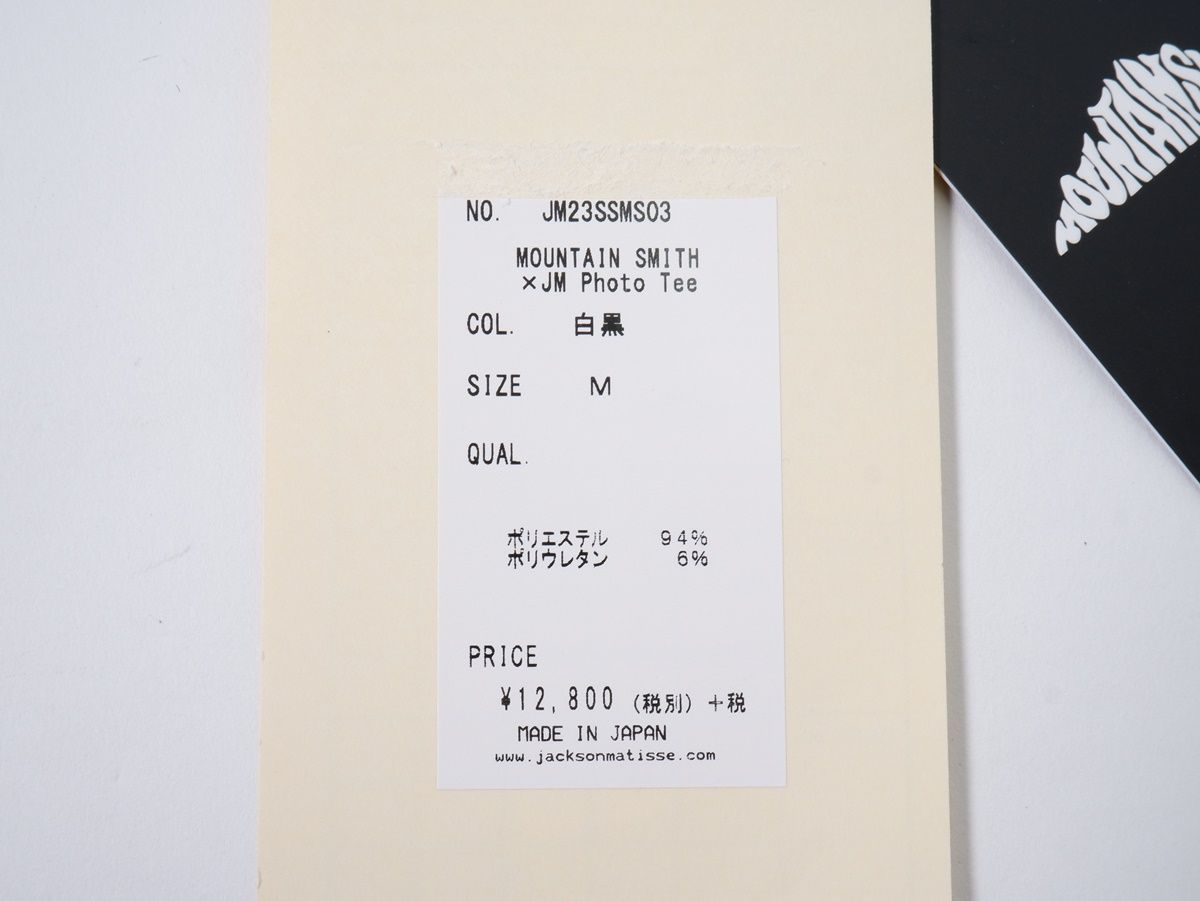 NO. JM23SSMS03
MOUNTAIN SMITH
×JM Photo Tee
COL. 白黒
SIZE M
QUAL.
ポリエステル 94%
ポリウレタン 6%
PRICE
¥12,800 (税別) +税
MADE IN JAPAN
www.jacksonmatisse.com
MOUNTAIN